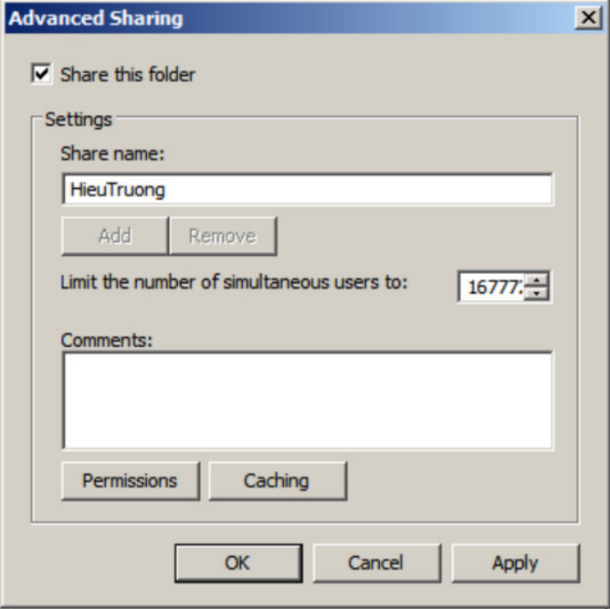 Advanced Sharing
Share this folder
Settings
Share name:
HieuTruong
Add Remove
Limit the number of simultaneous users to:
Comments:
Permissions Caching
OK Cancel Apply